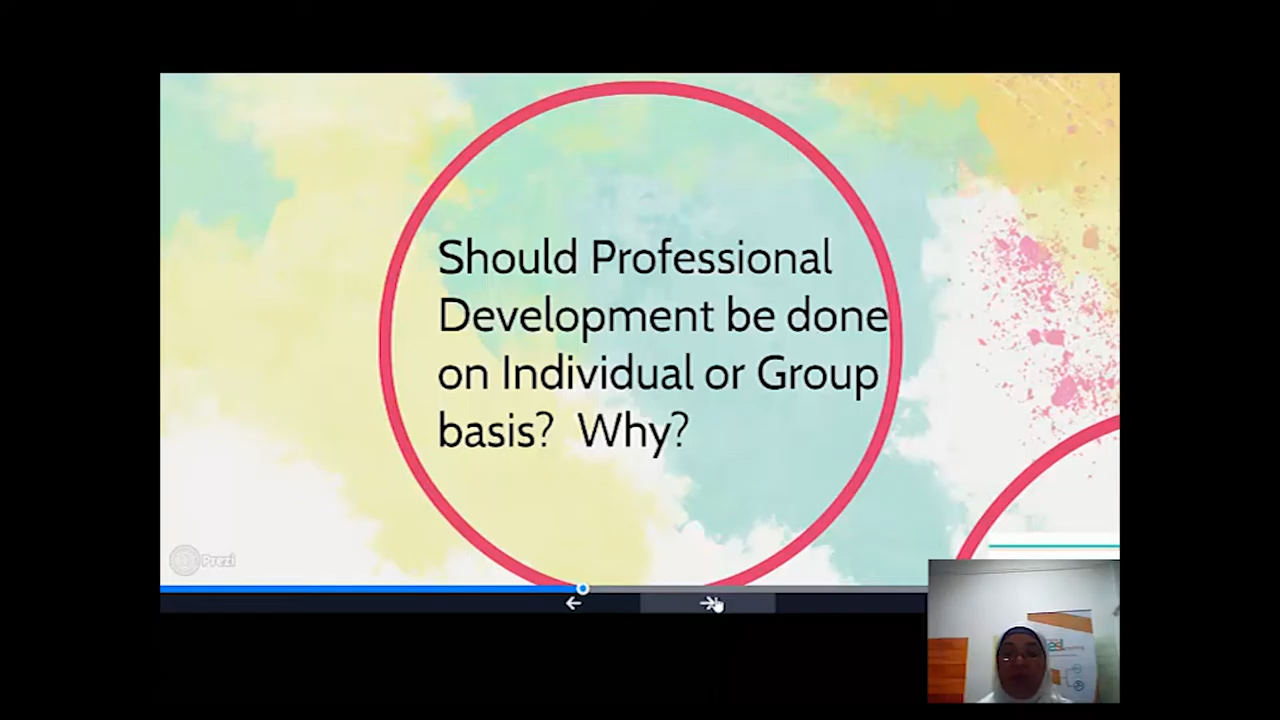 Should Professional
Development be done
on Individual or Group
basis?  Why?
Prezi